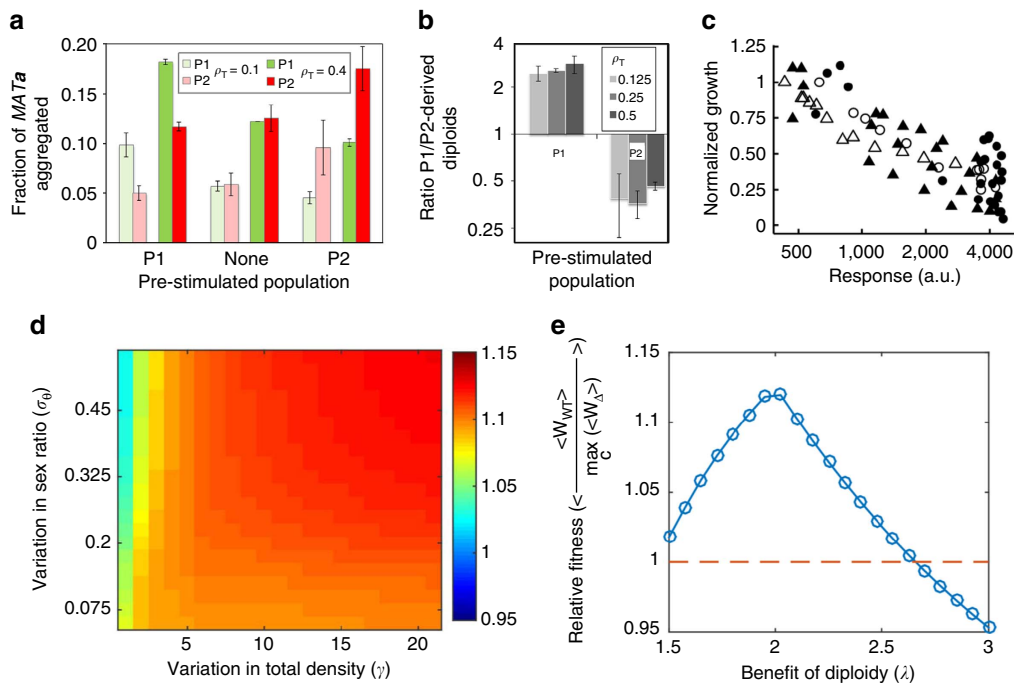 a
Fraction of MATa
aggregated
0.20
0.15
0.10
0.05
0
P1 ρT = 0.1 P1 ρT = 0.4
P2 P2
P1 None P2
Pre-stimulated population
b
Ratio P1/P2-derived
diploids
4
2
1
0.5
0.25
ρT
0.125
0.25
0.5
P1
P2
Pre-stimulated
population
c
Normalized growth
1.25
1.00
0.75
0.50
0.25
0
500 1,000 2,000 4,000
Response (a.u.)
d
Variation in sex ratio (σθ)
0.45
0.325
0.2
0.075
5 10 15 20
Variation in total density (γ)
1.15
1.10
1.05
1
0.95
e
Relative fitness (< <WWT> / max C (<WΔ>) >)
1.15
1.1
1.05
1
0.95
1.5 2 2.5 3
Benefit of diploidy (λ)